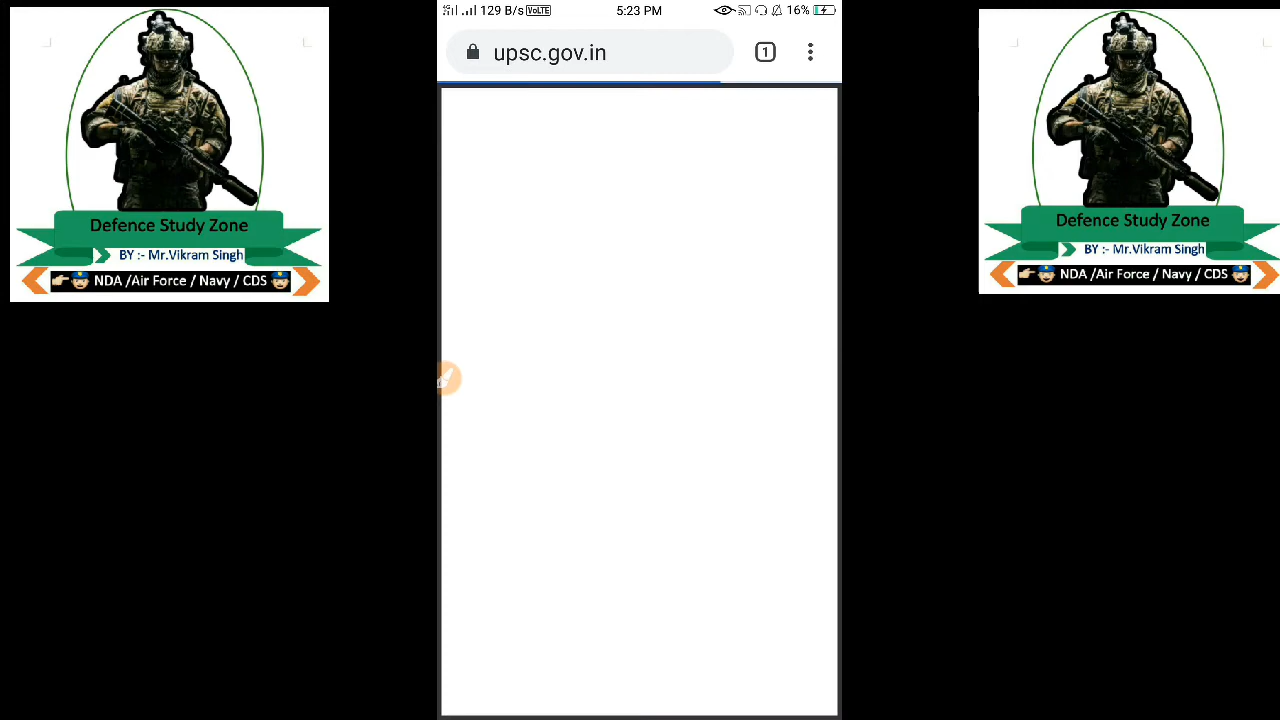 Defence Study Zone
BY :- Mr.Vikram Singh
NDA /Air Force / Navy / CDS
129 B/s VoLTE 5:23 PM 16%
upsc.gov.in 1
Defence Study Zone
BY :- Mr.Vikram Singh
NDA /Air Force / Navy / CDS